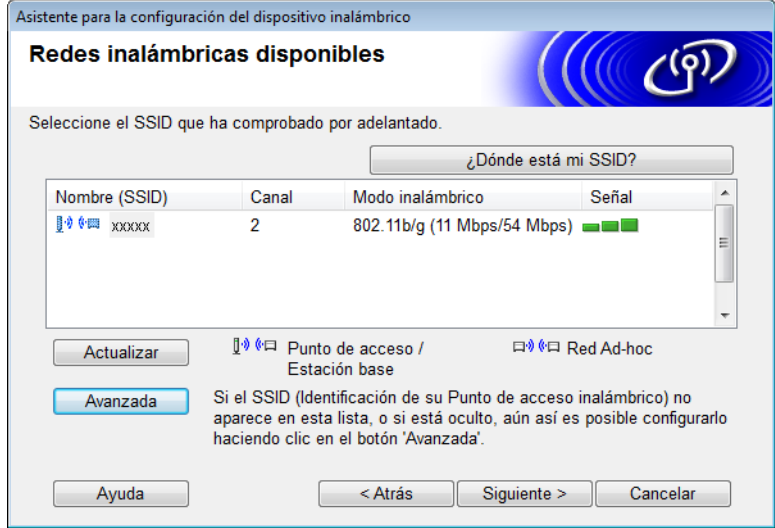 Asistente para la configuración del dispositivo inalámbrico
Redes inalámbricas disponibles
Seleccione el SSID que ha comprobado por adelantado.
¿Dónde está mi SSID?
Nombre (SSID) Canal Modo inalámbrico Señal
xxxxx 2 802.11b/g (11 Mbps/54 Mbps)
Actualizar
Punto de acceso /
Estación base
Red Ad-hoc
Avanzada
Si el SSID (Identificación de su Punto de acceso inalámbrico) no
aparece en esta lista, o si está oculto, aún así es posible configurarlo
haciendo clic en el botón 'Avanzada'.
Ayuda < Atrás Siguiente > Cancelar